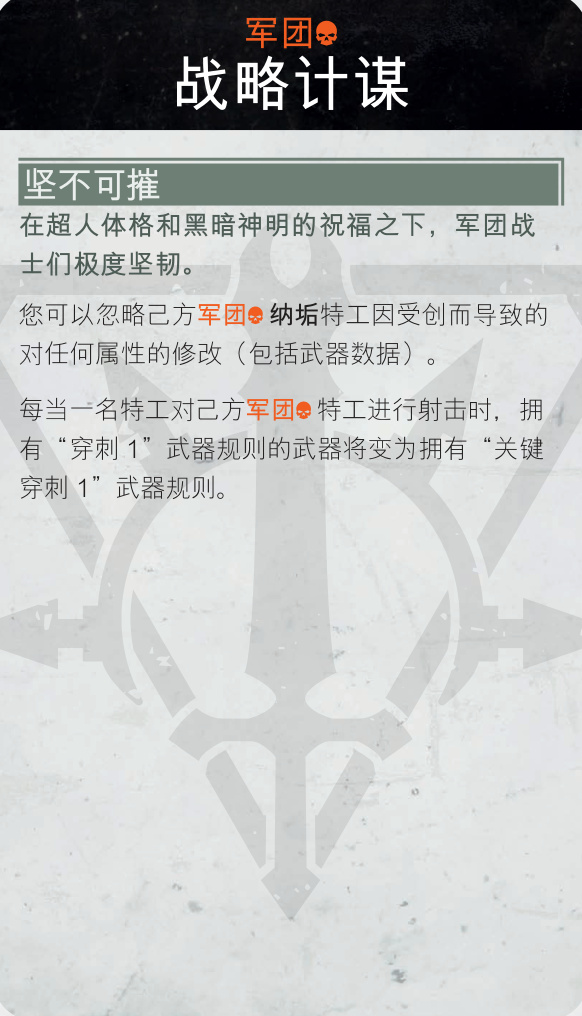 军团
战略计谋
坚不可摧
在超人体格和黑暗神明的祝福之下，军团战
士们极度坚韧。
您可以忽略己方军团 纳垢特工因受创而导致的
对任何属性的修改（包括武器数据）。
每当一名特工对己方军团 特工进行射击时，拥
有“穿刺 1”武器规则的武器将变为拥有“关键
穿刺 1”武器规则。